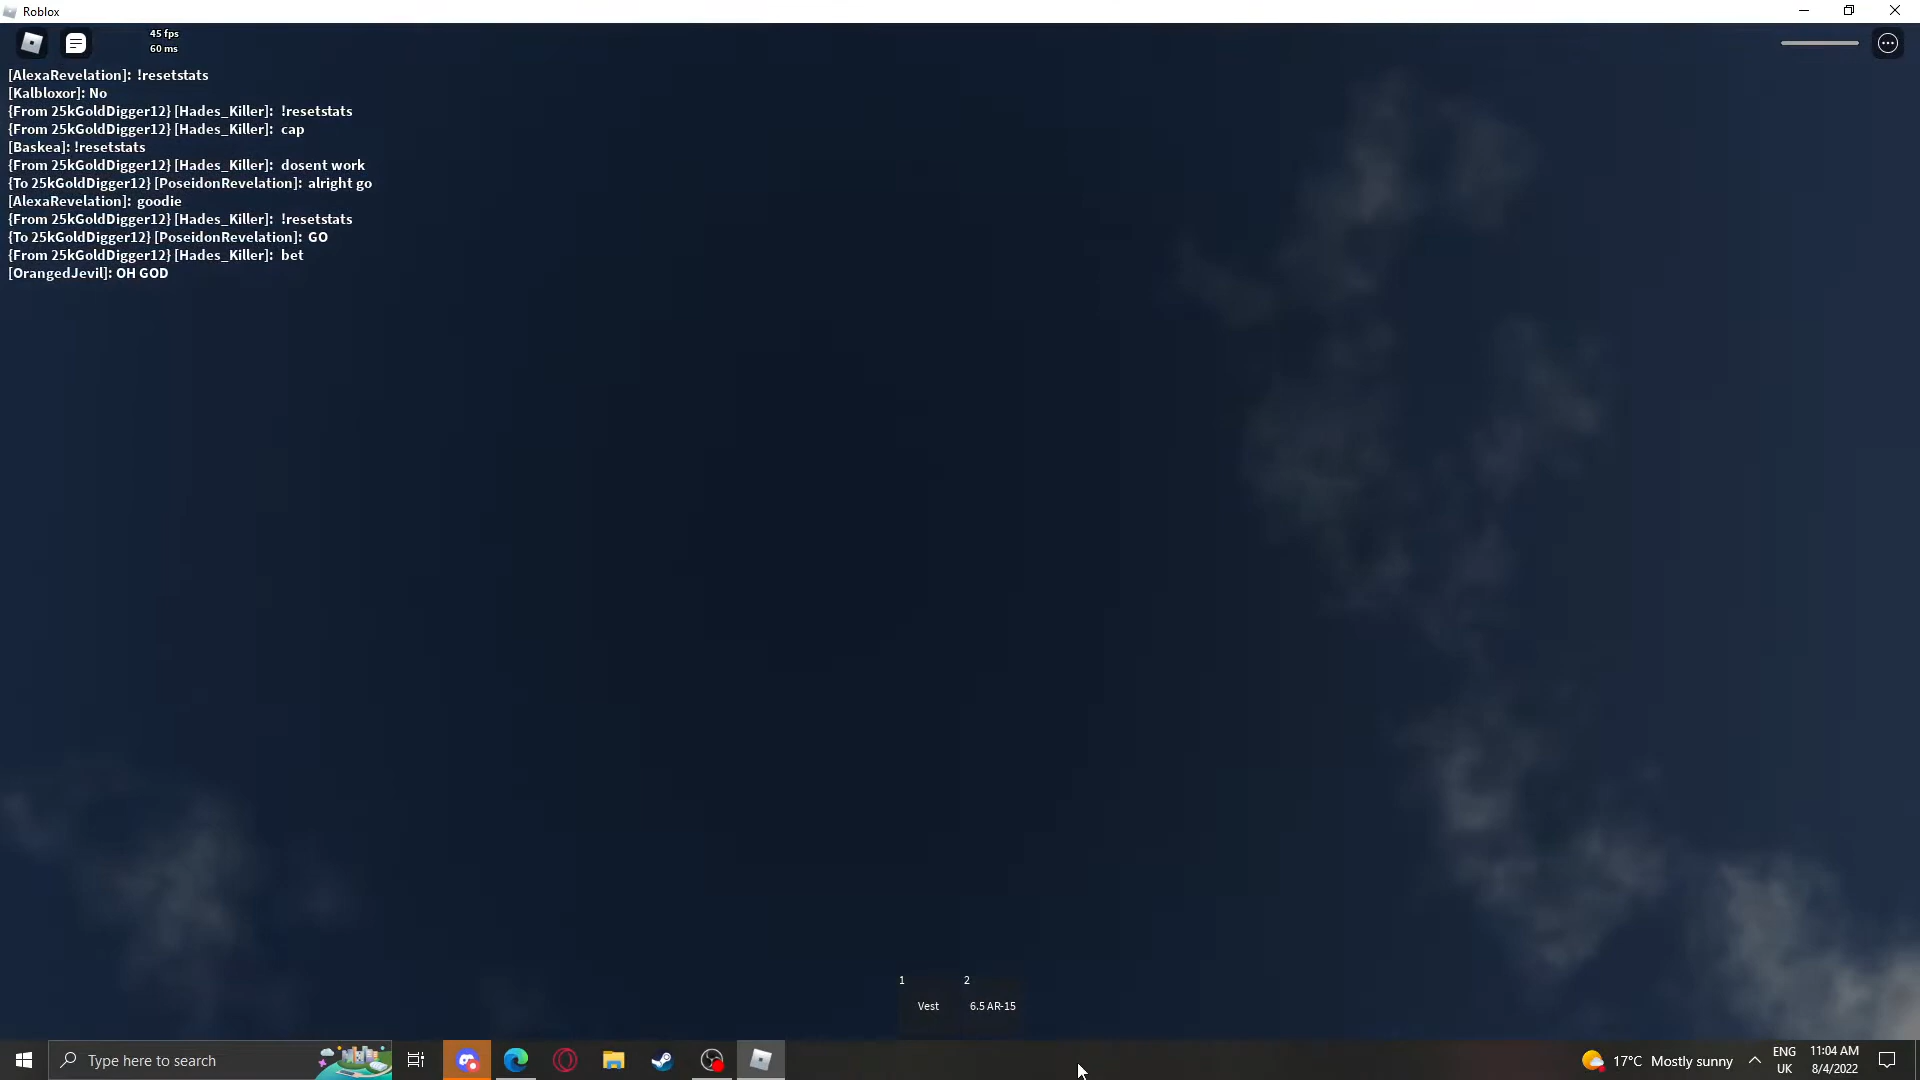 Roblox
45 fps
60 ms
[AlexaRevelation]: !resetstats
[Kalbloxor]: No
{From 25kGoldDigger12} [Hades_Killer]: !resetstats
{From 25kGoldDigger12} [Hades_Killer]: cap
[Baskea]: !resetstats
{From 25kGoldDigger12} [Hades_Killer]: dosent work
{To 25kGoldDigger12} [PoseidonRevelation]: alright go
[AlexaRevelation]: goodie
{From 25kGoldDigger12} [Hades_Killer]: !resetstats
{To 25kGoldDigger12} [PoseidonRevelation]: GO
{From 25kGoldDigger12} [Hades_Killer]: bet
[OrangedJevil]: OH GOD
1 2
Vest 6.5 AR-15
Type here to search
17°C Mostly sunny
ENG
UK
11:04 AM
8/4/2022